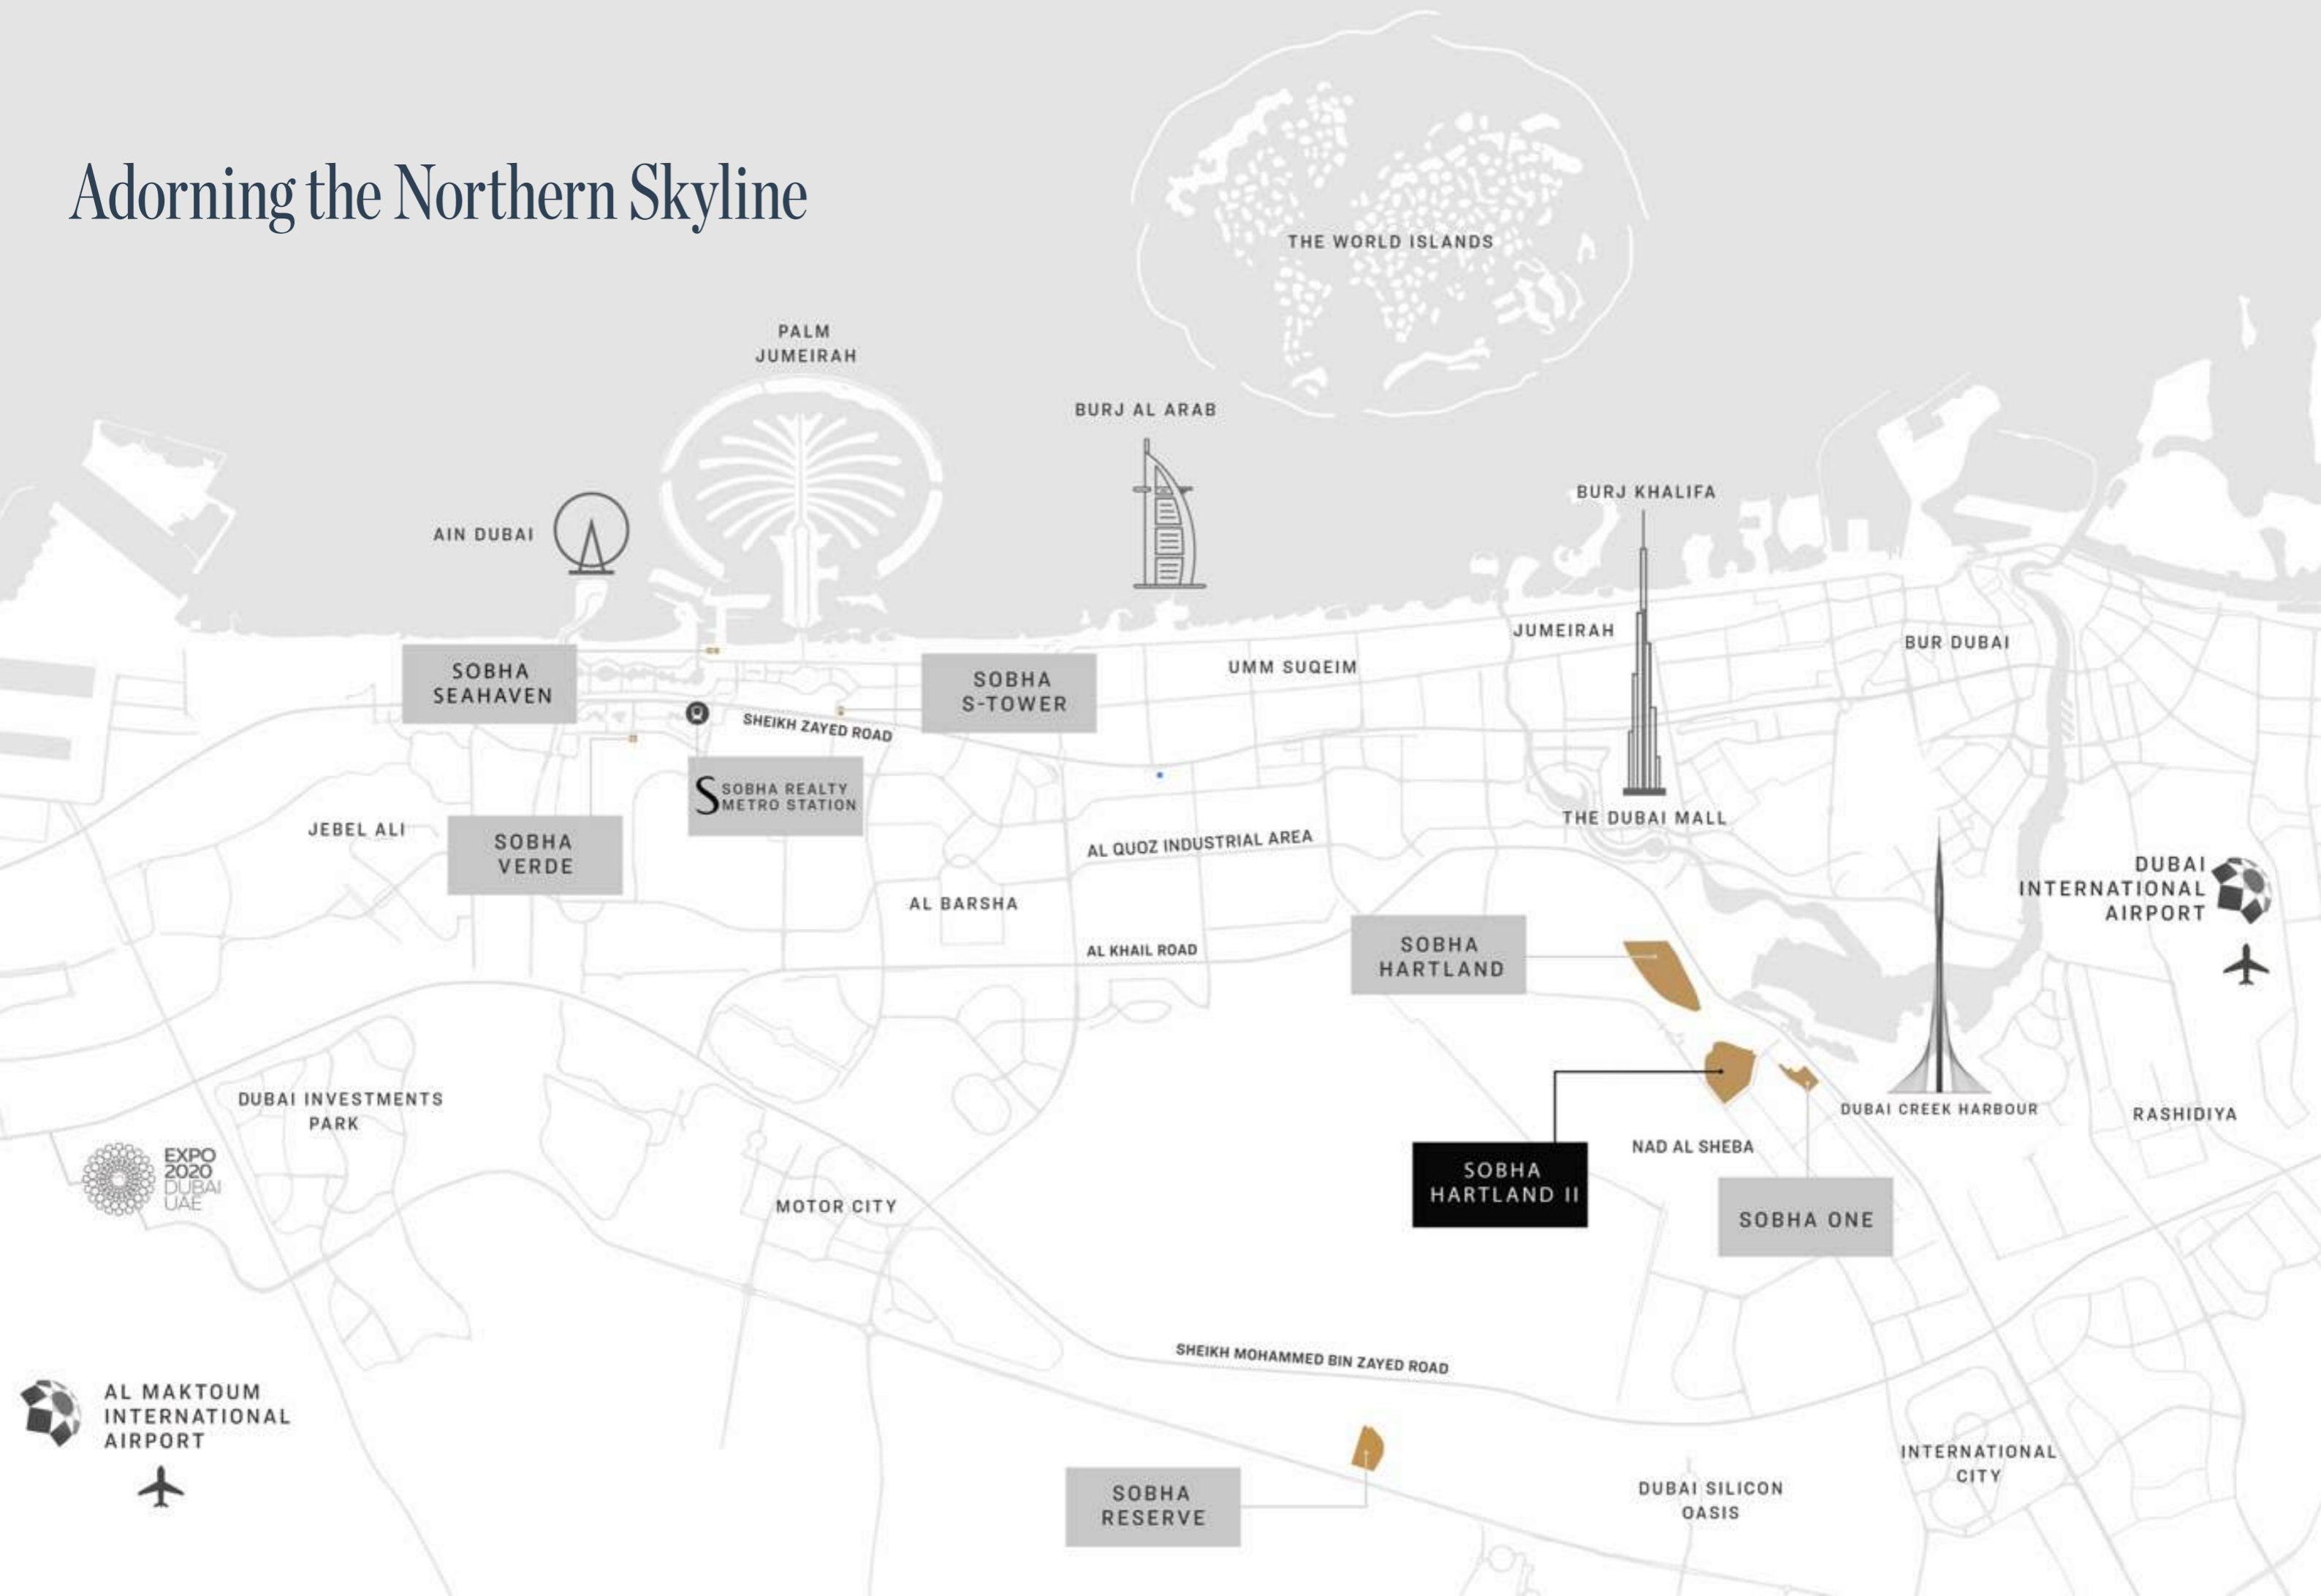 Adorning the Northern Skyline
THE WORLD ISLANDS
PALM
JUMEIRAH
BURJ AL ARAB
BURJ KHALIFA
AIN DUBAI
JUMEIRAH
BUR DUBAI
SOBHA
SEAHAVEN
SOBHA
S-TOWER
UMM SUQEIM
SHEIKH ZAYED ROAD
S SOBHA REALTY
METRO STATION
JEBEL ALI
SOBHA
VERDE
THE DUBAI MALL
AL QUOZ INDUSTRIAL AREA
DUBAI
INTERNATIONAL
AIRPORT
AL BARSHA
AL KHAIL ROAD
SOBHA
HARTLAND
DUBAI INVESTMENTS
PARK
DUBAI CREEK HARBOUR
RASHIDIYA
EXPO
2020
DUBAI
UAE
NAD AL SHEBA
SOBHA
HARTLAND II
MOTOR CITY
SOBHA ONE
SHEIKH MOHAMMED BIN ZAYED ROAD
AL MAKTOUM
INTERNATIONAL
AIRPORT
INTERNATIONAL
CITY
SOBHA
RESERVE
DUBAI SILICON
OASIS